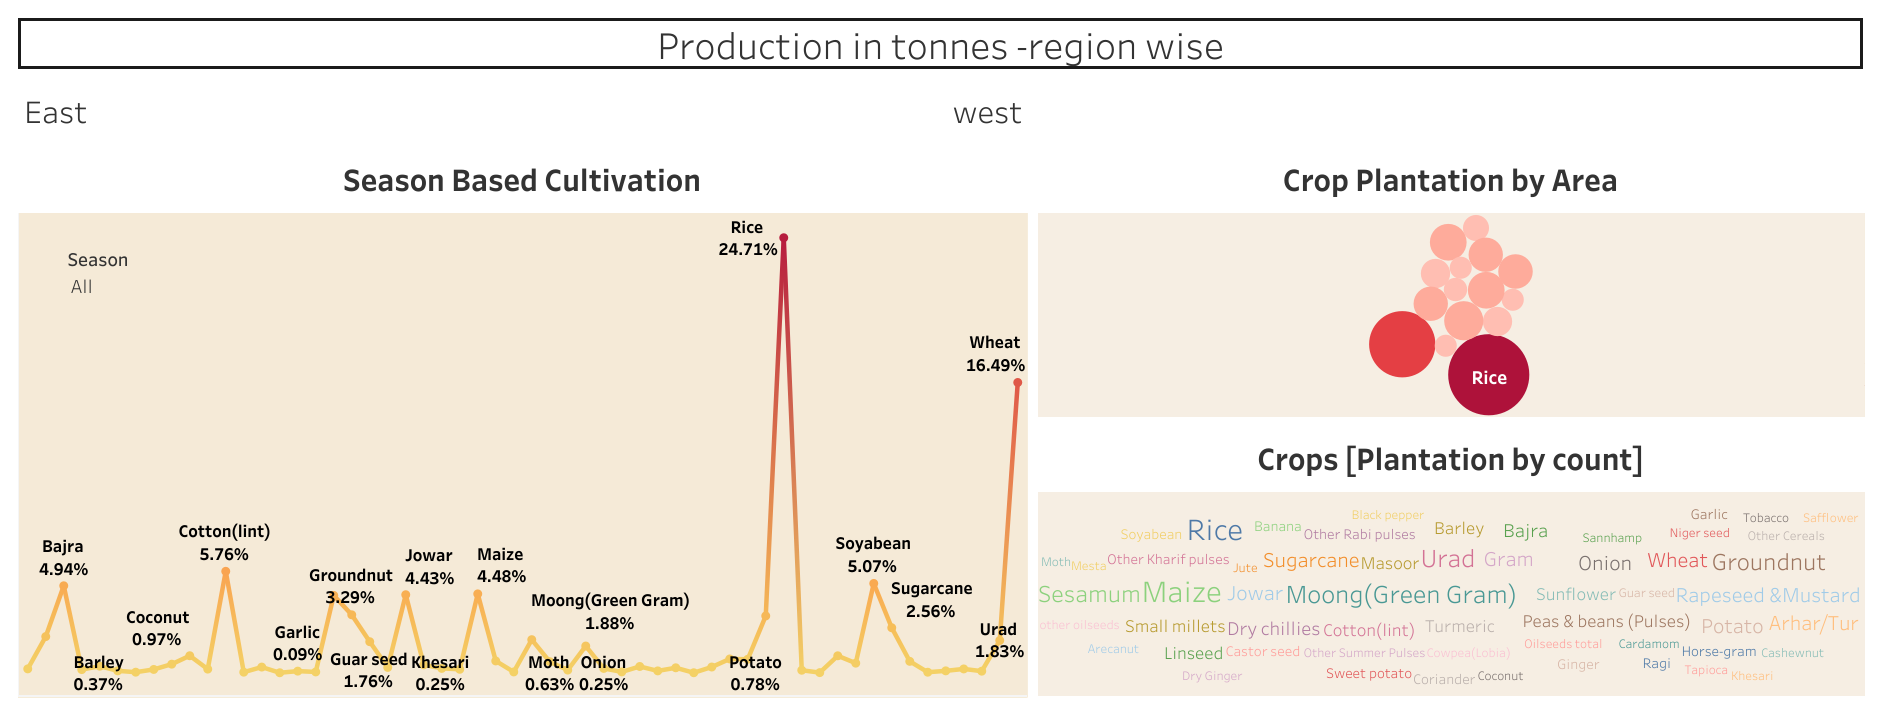 Production in tonnes -region wise
East
west
Season Based Cultivation
Season
All
Rice
24.71%
Wheat
16.49%
Bajra
4.94%
Cotton(lint)
5.76%
Jowar
4.43%
Maize
4.48%
Soyabean
5.07%
Groundnut
3.29%
Sugarcane
2.56%
Moong(Green Gram)
1.88%
Coconut
0.97%
Garlic
0.09%
Urad
1.83%
Barley
0.37%
Guar seed
1.76%
Khesari
0.25%
Moth
0.63%
Onion
0.25%
Potato
0.78%
Crop Plantation by Area
Rice
Crops [Plantation by count]
Black pepper Garlic Tobacco Safflower
Soyabean Rice Banana Other Rabi pulses Barley Bajra Sannhamp Niger seed Other Cereals
Moth Mesta Other Kharif pulses Jute Sugarcane Masoor Urad Gram Onion Wheat Groundnut
Sesamum Maize Jowar Moong(Green Gram) Sunflower Guar seed Rapeseed &Mustard
other oilseeds Small millets Dry chillies Cotton(lint) Turmeric Peas & beans (Pulses) Potato Arhar/Tur
Arecanut Linseed Castor seed Other Summer Pulses Cowpea(Lobia) Oilseeds total Cardamom Horse-gram Cashewnut
Dry Ginger Sweet potato Coriander Coconut Ginger Ragi Tapioca Khesari